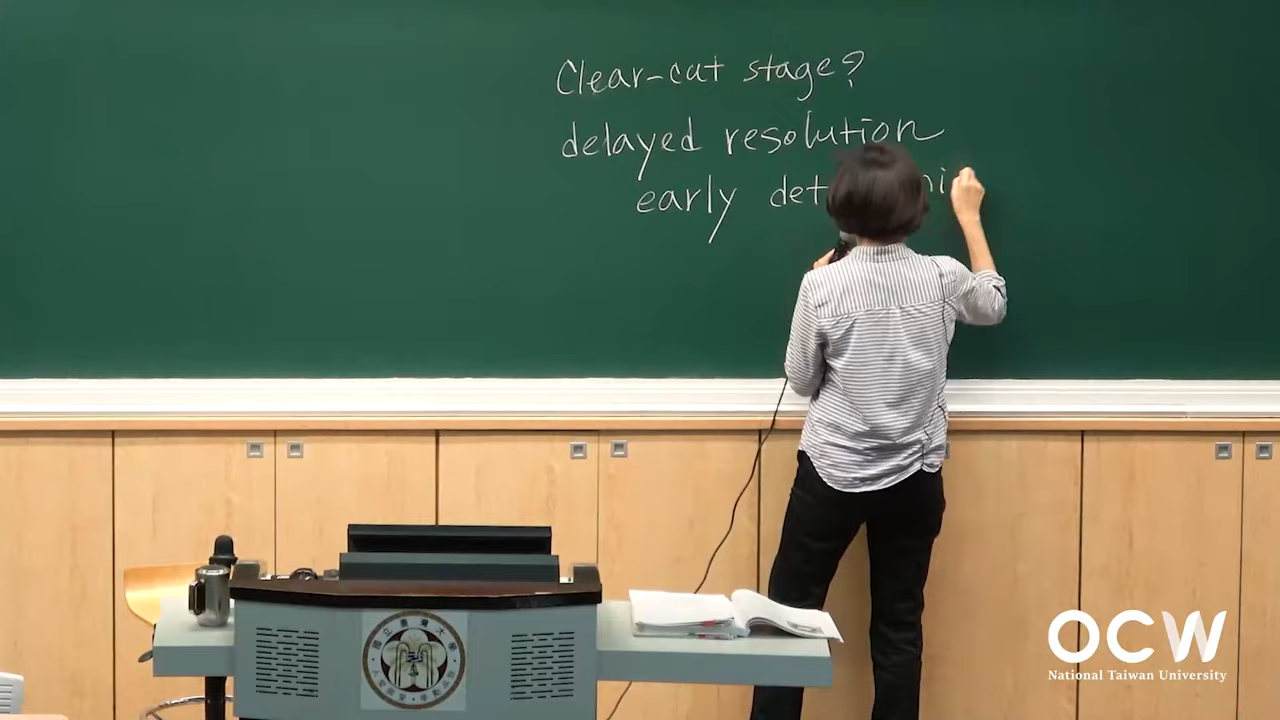 Clear-cut stage?
delayed resolution
early
OCW
National Taiwan University